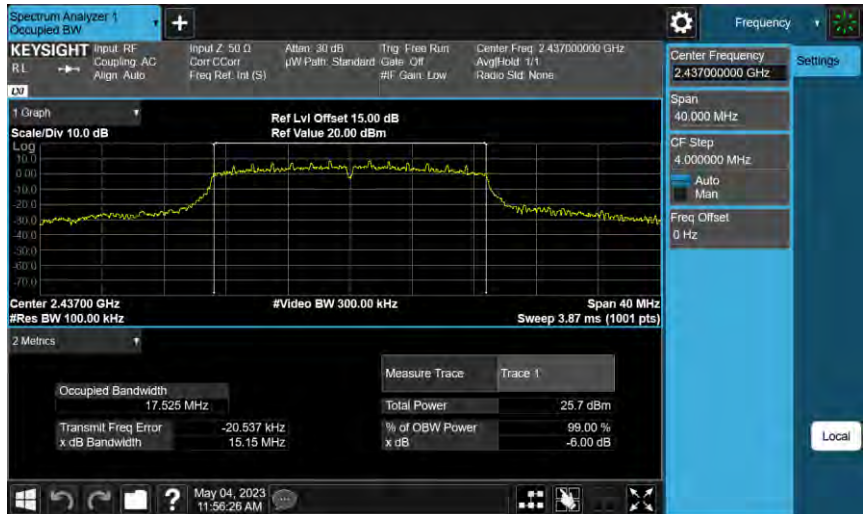 Spectrum Analyzer 1
Occupied BW
Frequency
KEYSIGHT
Input: RF
Coupling: AC
Align: Auto
Input Z: 50 Ω
Corr CCorr
Freq Ref: Int (S)
Atten: 30 dB
µW Path: Standard
Trig: Free Run
Gate: Off
#IF Gain: Low
Center Freq: 2.437000000 GHz
Avg|Hold: 1/1
Radio Std: None
RL
LXI
Center Frequency
2.437000000 GHz
Settings
Span
40.000 MHz
CF Step
4.000000 MHz
Auto
Man
Freq Offset
0 Hz
Local
1 Graph
Scale/Div 10.0 dB
Ref Lvl Offset 15.00 dB
Ref Value 20.00 dBm
Log
10.0
0.00
-10.0
-20.0
-30.0
-40.0
-50.0
-60.0
-70.0
Center 2.43700 GHz
#Video BW 300.00 kHz
Span 40 MHz
#Res BW 100.00 kHz
Sweep 3.87 ms (1001 pts)
2 Metrics
Measure Trace
Trace 1
Occupied Bandwidth
17.525 MHz
Total Power
25.7 dBm
Transmit Freq Error
-20.537 kHz
% of OBW Power
99.00 %
x dB Bandwidth
15.15 MHz
x dB
-6.00 dB
?
May 04, 2023
11:56:26 AM